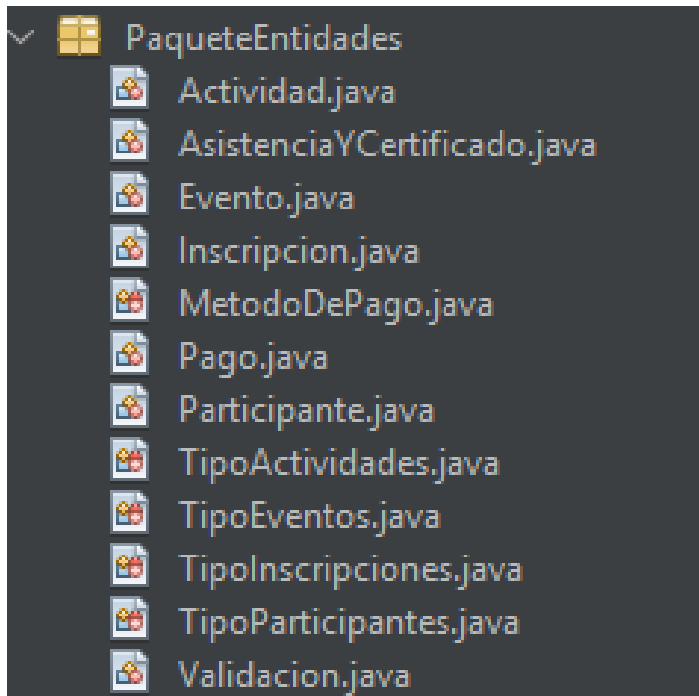 PaqueteEntidades
Actividad.java
AsistenciaYCertificado.java
Evento.java
Inscripcion.java
MetodoDePago.java
Pago.java
Participante.java
TipoActividades.java
TipoEventos.java
TipoInscripciones.java
TipoParticipantes.java
Validacion.java